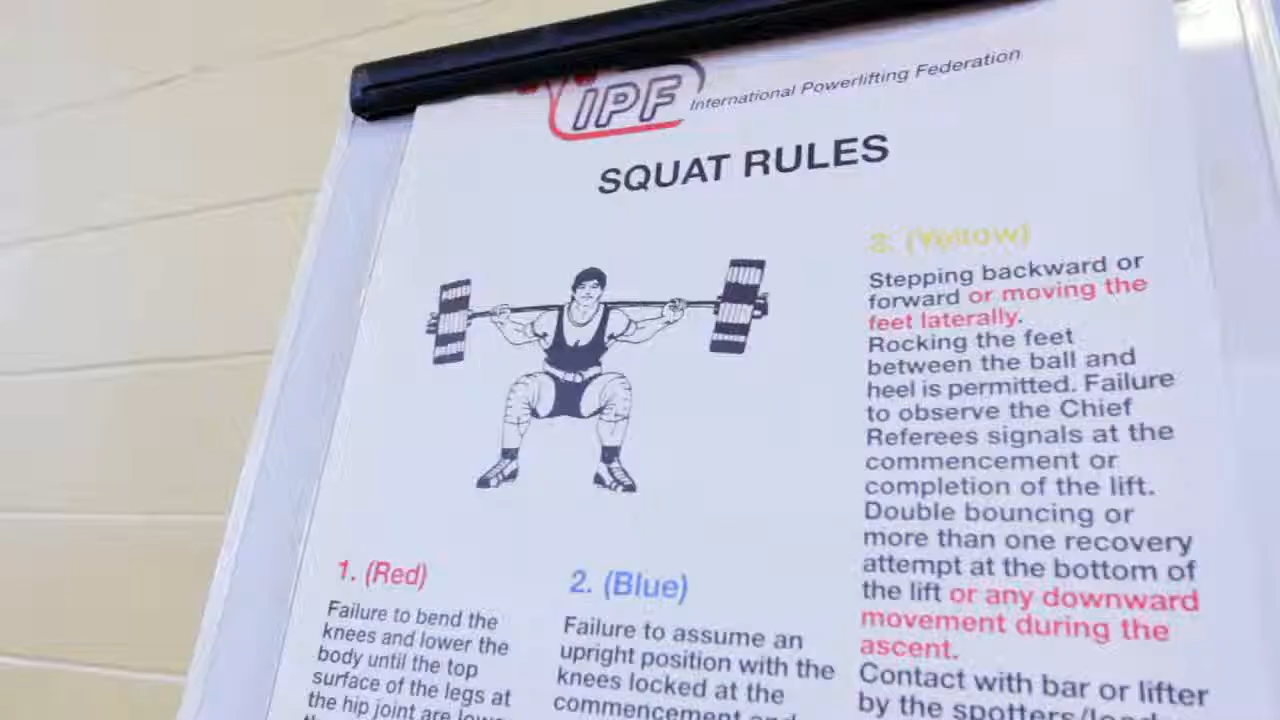 IPF International Powerlifting Federation
SQUAT RULES
1. (Red)
Failure to bend the
knees and lower the
body until the top
surface of the legs at
the hip joint are lower
2. (Blue)
Failure to assume an
upright position with the
knees locked at the
commencement and
3. (Yellow)
Stepping backward or
forward or moving the
feet laterally.
Rocking the feet
between the ball and
heel is permitted. Failure
to observe the Chief
Referees signals at the
commencement or
completion of the lift.
Double bouncing or
more than one recovery
attempt at the bottom of
the lift or any downward
movement during the
ascent.
Contact with bar or lifter
by the